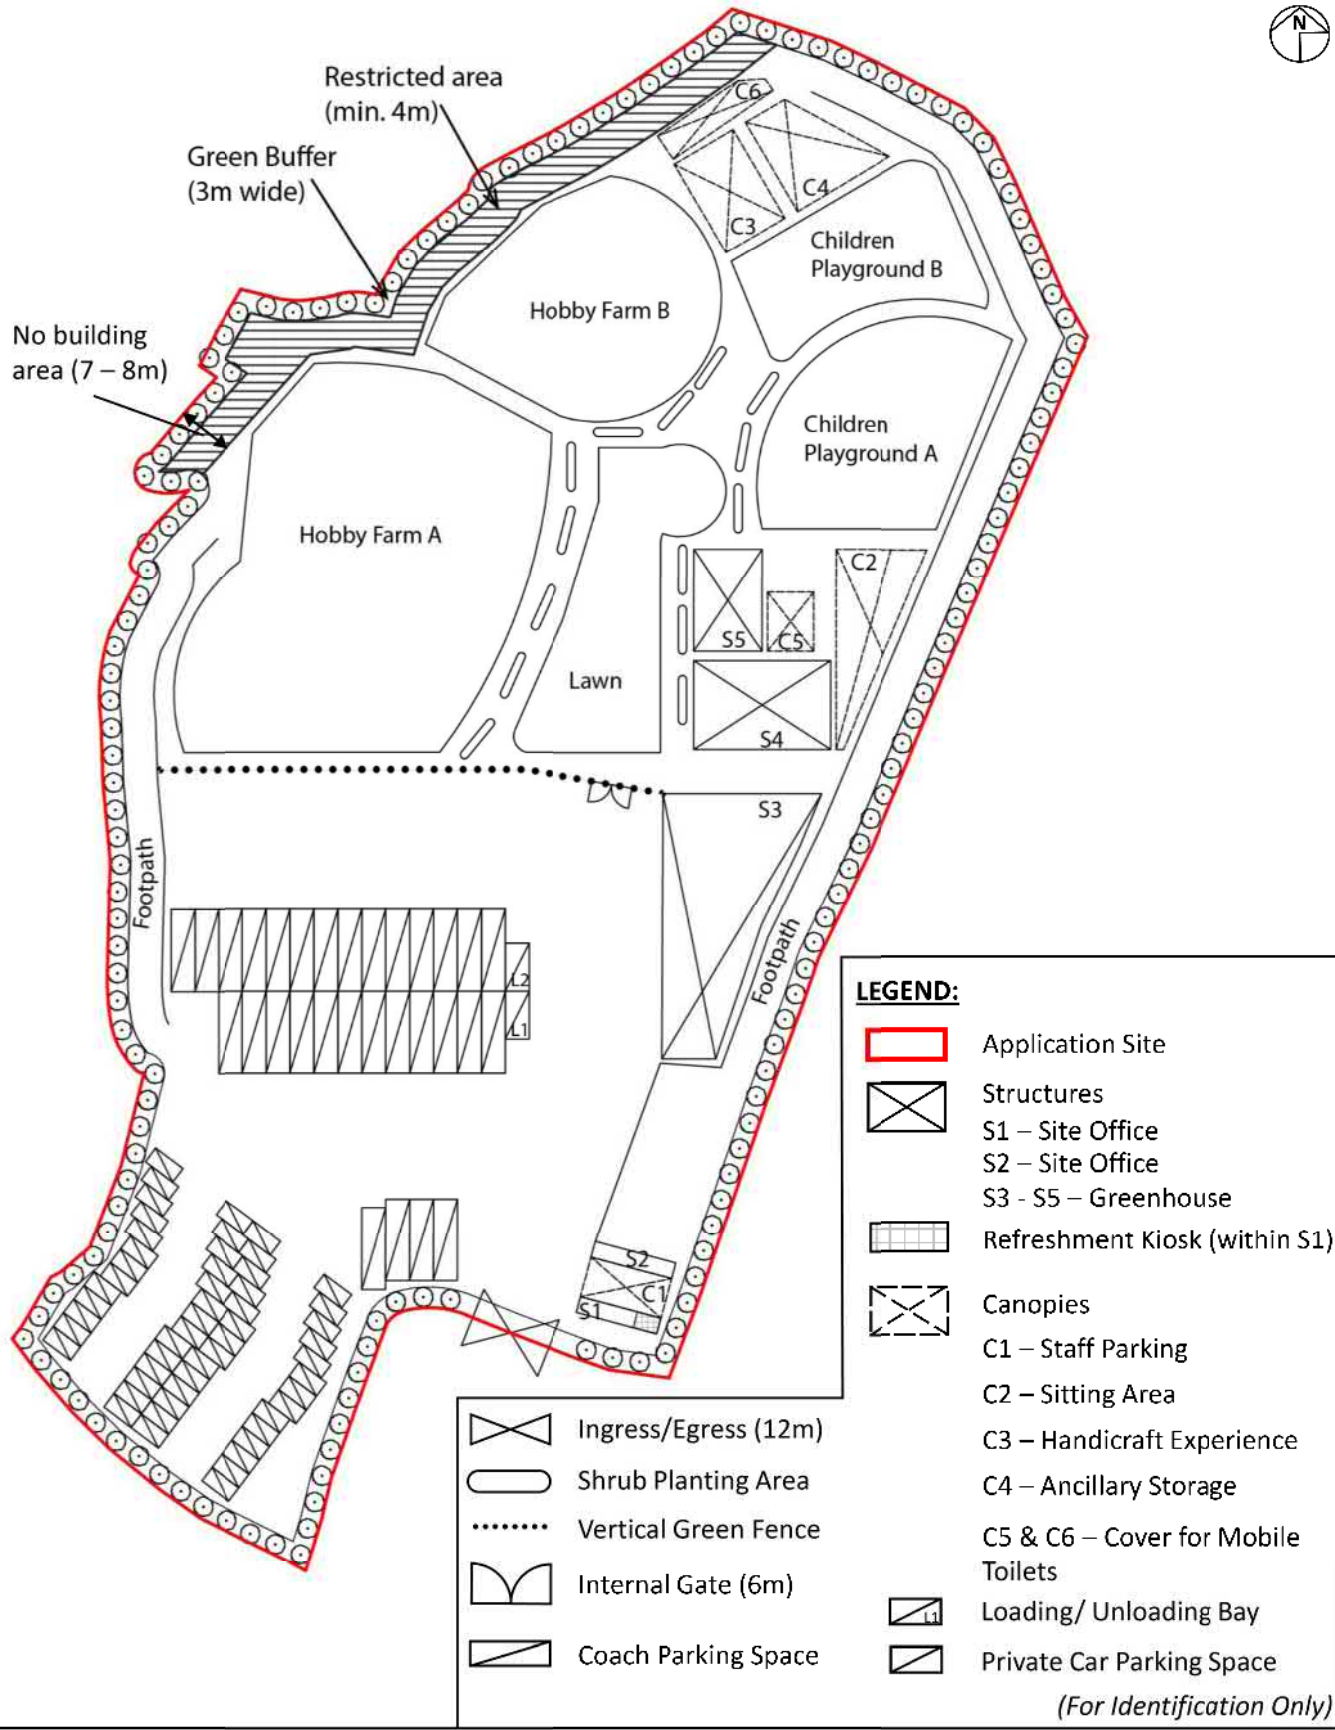 N
Restricted area
(min. 4m)
Green Buffer
(3m wide)
No building
area (7 – 8m)
C6
C4
C3
Children
Playground B
Hobby Farm B
Children
Playground A
Hobby Farm A
C2
S5
C5
Lawn
S4
S3
Footpath
Footpath
L2
L1
S2
C1
S1
LEGEND:
Application Site
Structures
S1 – Site Office
S2 – Site Office
S3 - S5 – Greenhouse
Refreshment Kiosk (within S1)
Canopies
C1 – Staff Parking
C2 – Sitting Area
C3 – Handicraft Experience
C4 – Ancillary Storage
C5 & C6 – Cover for Mobile
Toilets
L1
Loading/ Unloading Bay
Private Car Parking Space
Ingress/Egress (12m)
Shrub Planting Area
Vertical Green Fence
Internal Gate (6m)
Coach Parking Space
(For Identification Only)